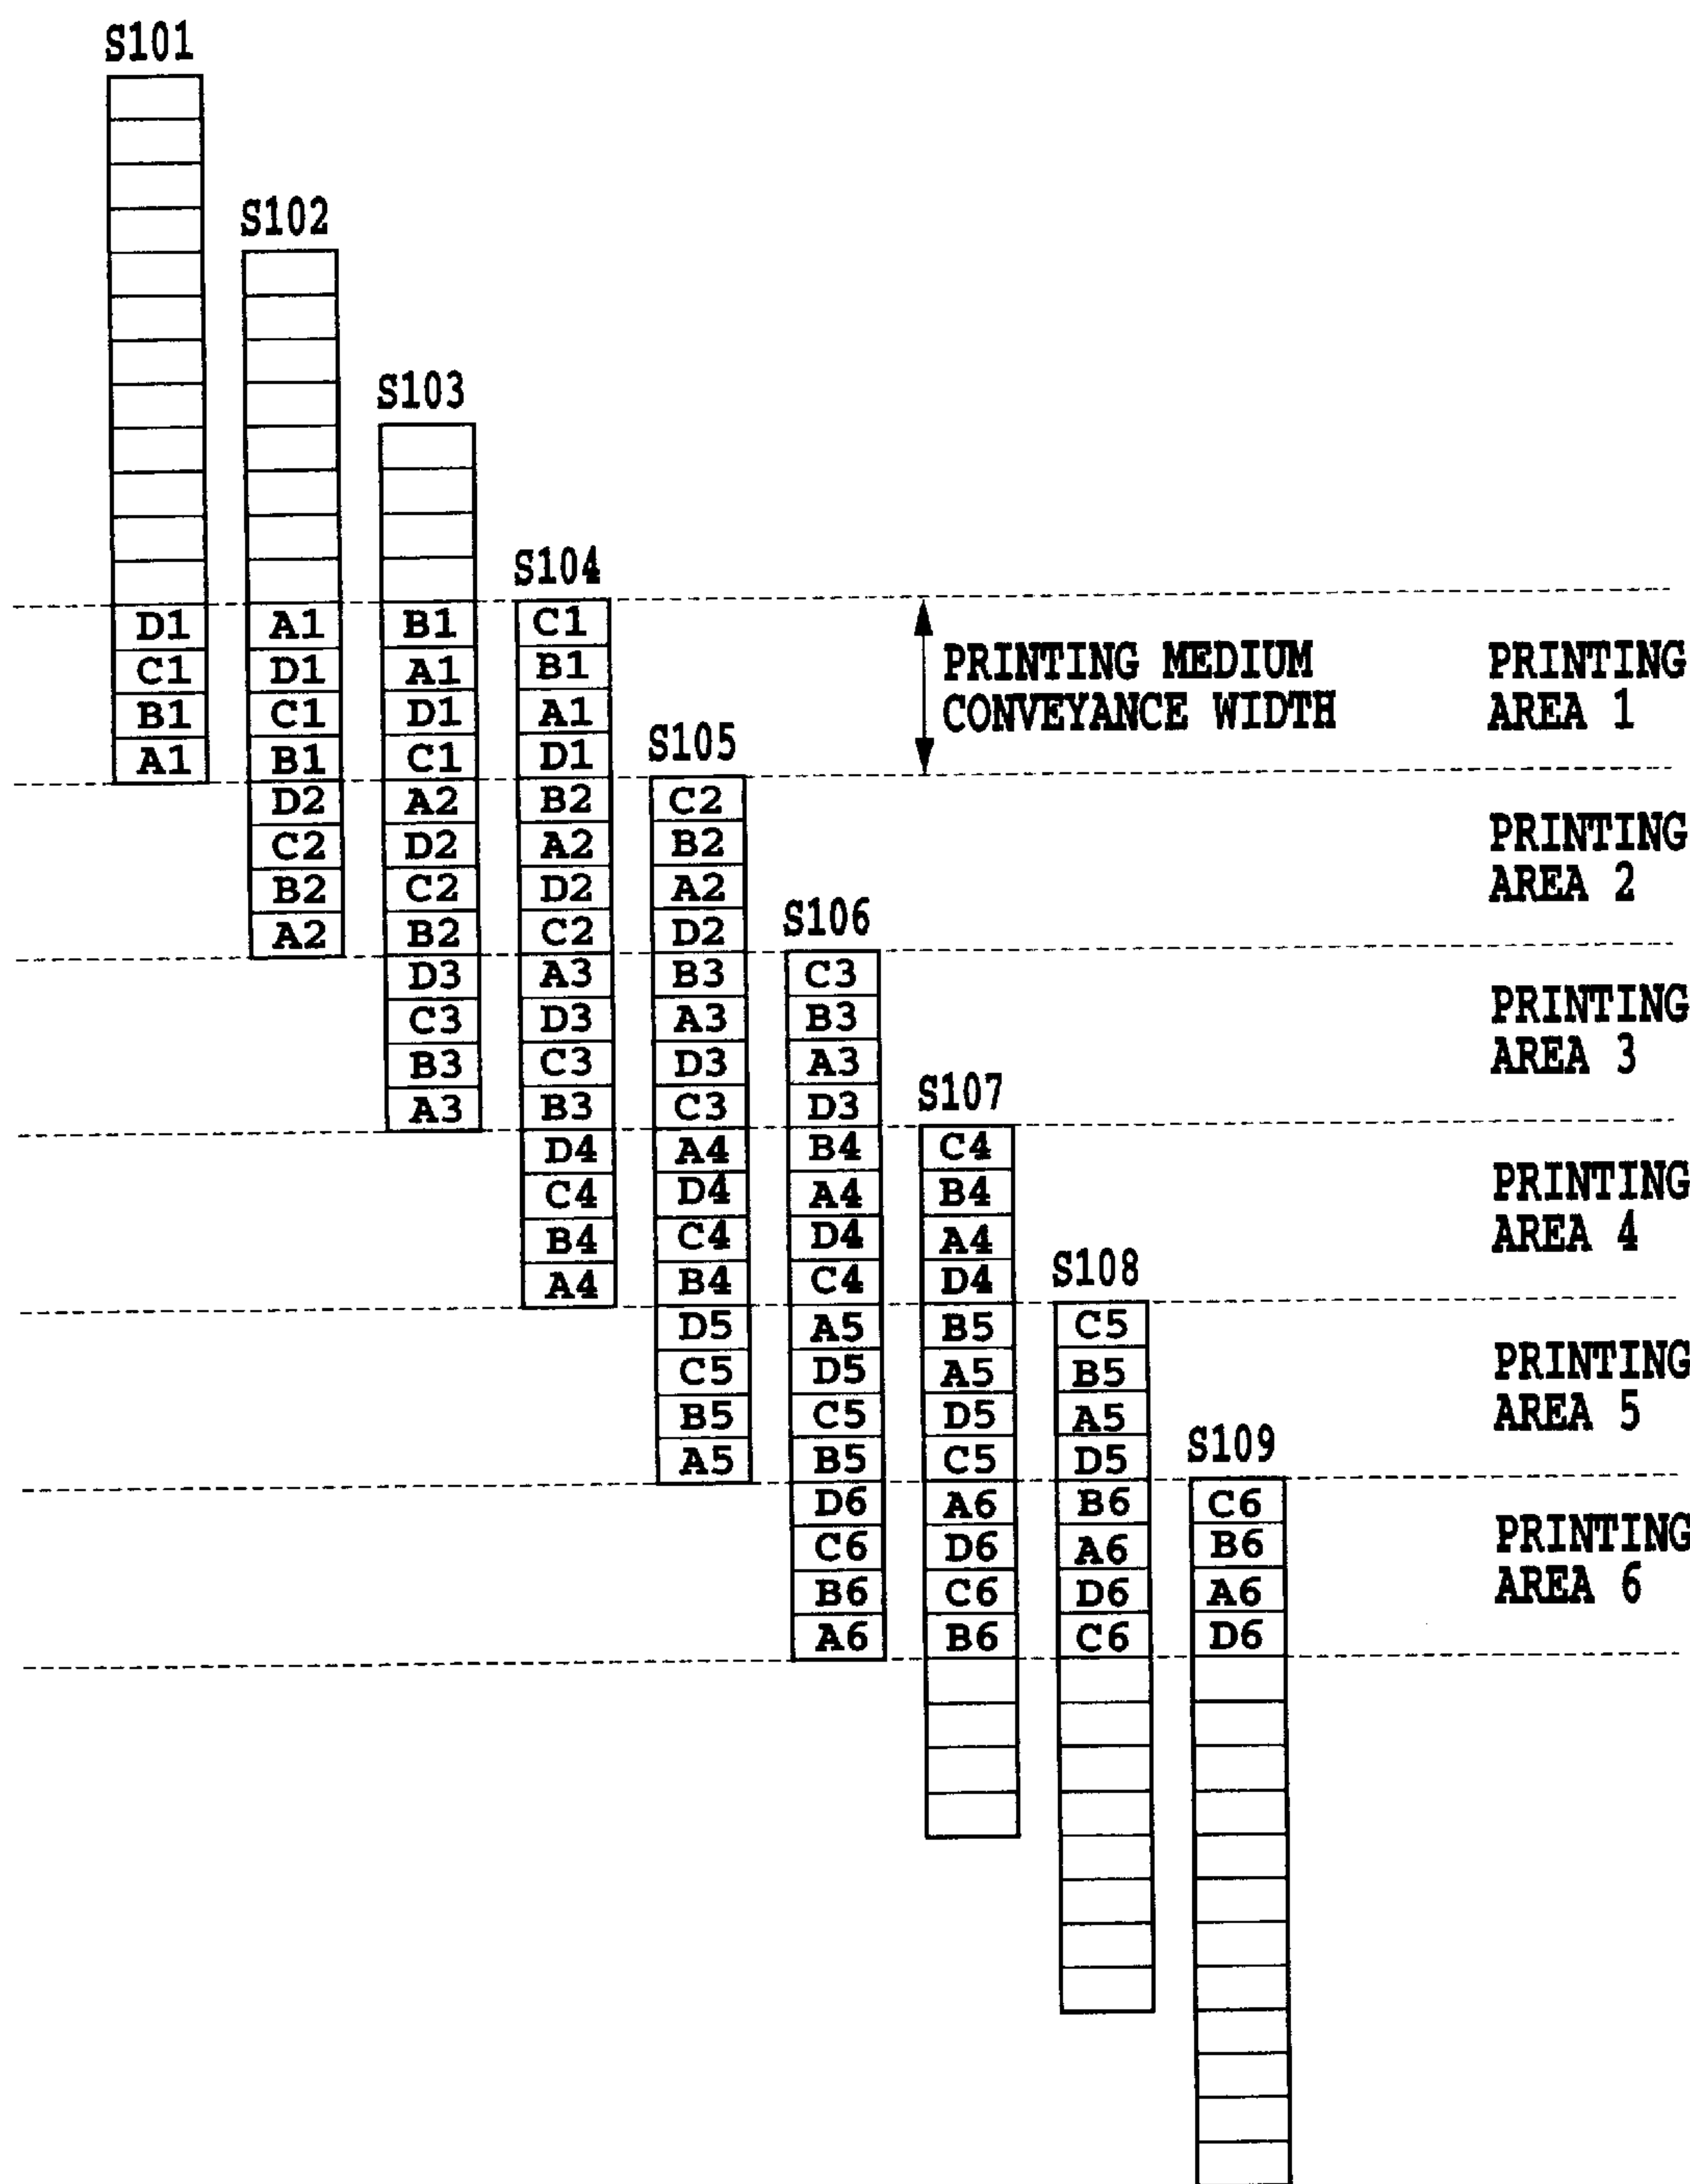 S101
S102
S103
S104
D1 A1 B1 C1
C1 D1 A1 B1
PRINTING MEDIUM
CONVEYANCE WIDTH
PRINTING
AREA 1
B1 C1 D1 A1
A1 B1 C1 D1
S105
D2 A2 B2 C2
C2 D2 A2 B2
PRINTING
AREA 2
B2 C2 D2 A2
A2 B2 C2 D2
S106
D3 A3 B3 C3
C3 D3 A3 B3
PRINTING
AREA 3
B3 C3 D3 A3
A3 B3 C3 D3
S107
D4 A4 B4 C4
C4 D4 A4 B4
PRINTING
AREA 4
B4 C4 D4 A4
A4 B4 C4 D4
S108
D5 A5 B5 C5
C5 D5 A5 B5
PRINTING
AREA 5
B5 C5 D5 A5
A5 B5 C5 D5
S109
D6 A6 B6 C6
C6 D6 A6 B6
PRINTING
AREA 6
B6 C6 D6 A6
A6 B6 C6 D6